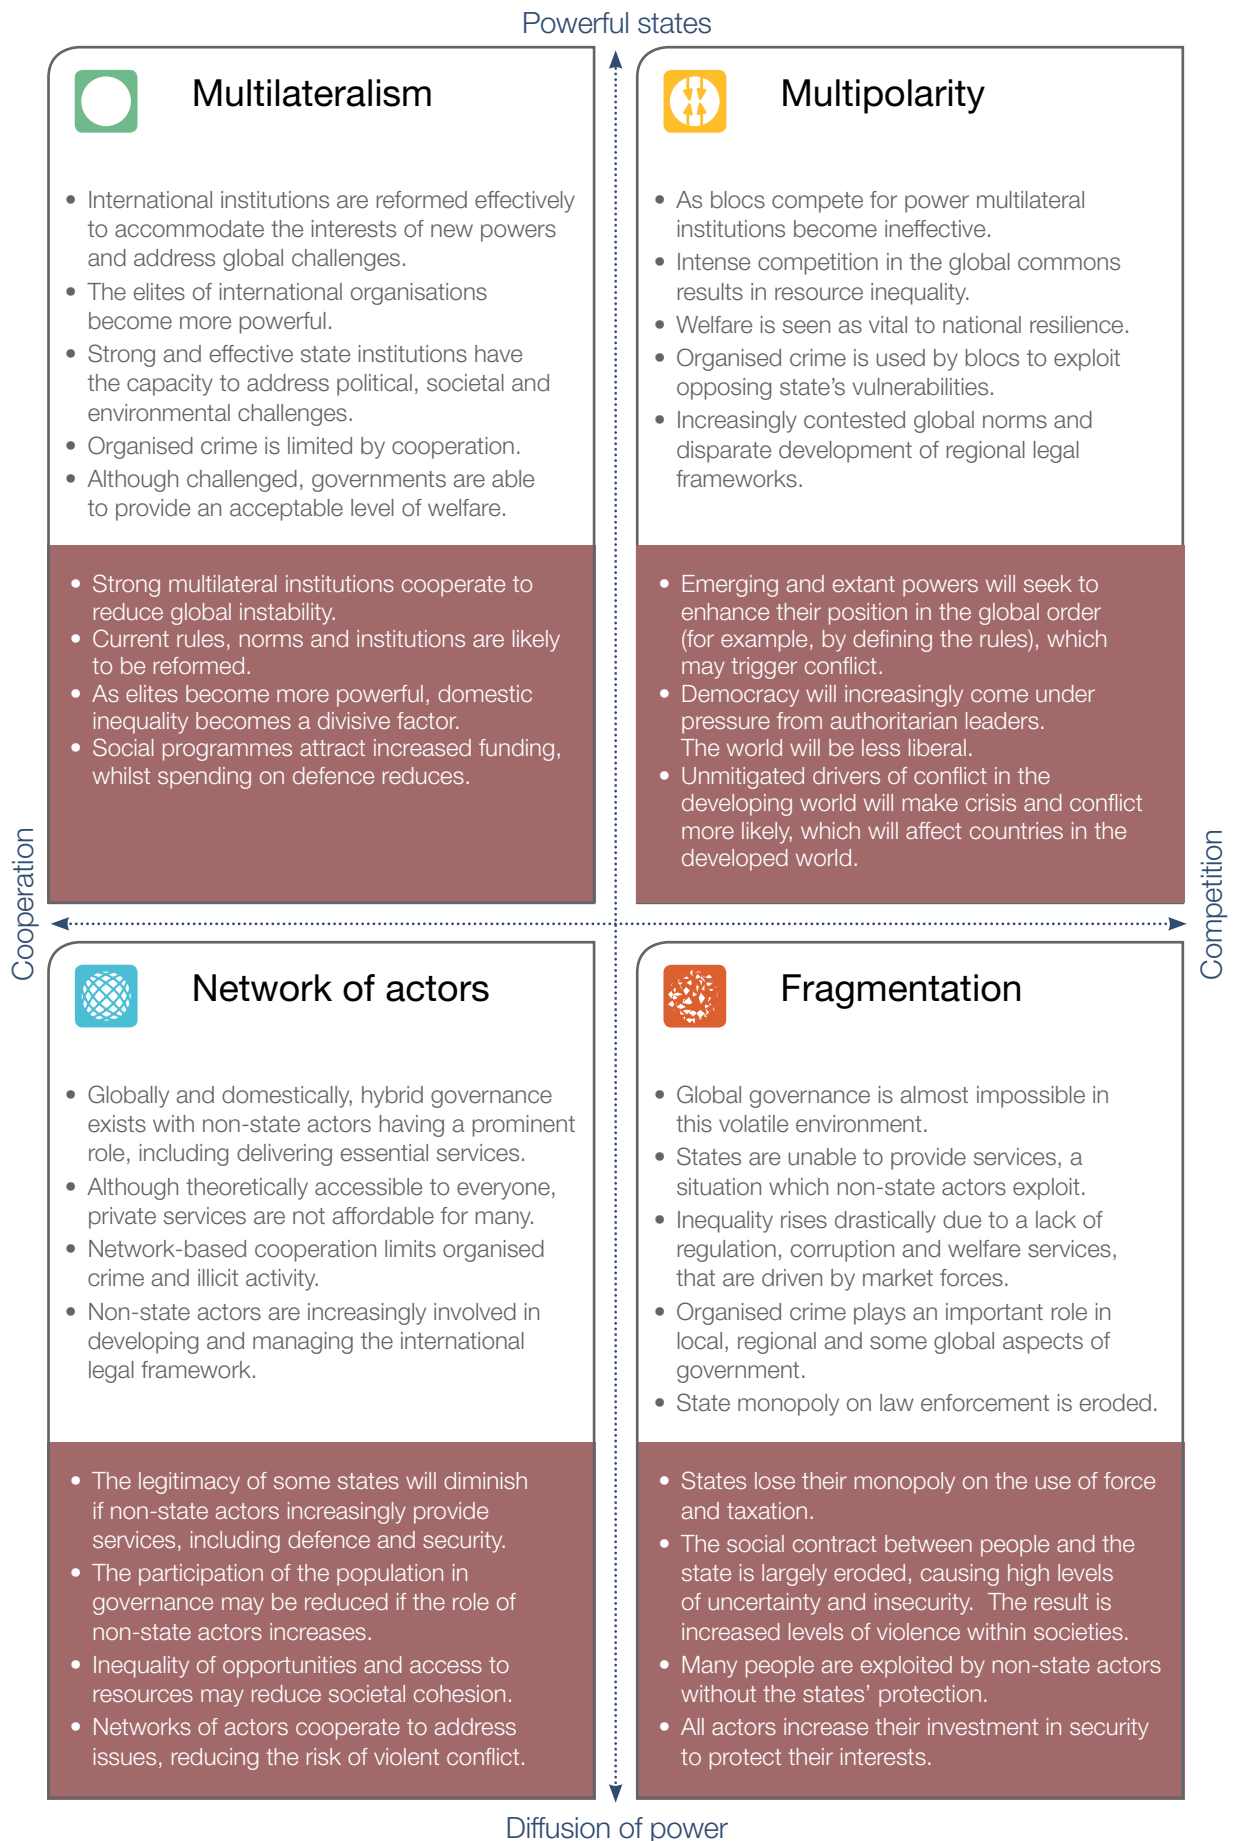 Powerful states
Multilateralism
• International institutions are reformed effectively
to accommodate the interests of new powers
and address global challenges.
• The elites of international organisations
become more powerful.
• Strong and effective state institutions have
the capacity to address political, societal and
environmental challenges.
• Organised crime is limited by cooperation.
• Although challenged, governments are able
to provide an acceptable level of welfare.
• Strong multilateral institutions cooperate to
reduce global instability.
• Current rules, norms and institutions are likely
to be reformed.
• As elites become more powerful, domestic
inequality becomes a divisive factor.
• Social programmes attract increased funding,
whilst spending on defence reduces.
Multipolarity
• As blocs compete for power multilateral
institutions become ineffective.
• Intense competition in the global commons
results in resource inequality.
• Welfare is seen as vital to national resilience.
• Organised crime is used by blocs to exploit
opposing state's vulnerabilities.
• Increasingly contested global norms and
disparate development of regional legal
frameworks.
• Emerging and extant powers will seek to
enhance their position in the global order
(for example, by defining the rules), which
may trigger conflict.
• Democracy will increasingly come under
pressure from authoritarian leaders.
The world will be less liberal.
• Unmitigated drivers of conflict in the
developing world will make crisis and conflict
more likely, which will affect countries in the
developed world.
Cooperation
Competition
Network of actors
• Globally and domestically, hybrid governance
exists with non-state actors having a prominent
role, including delivering essential services.
• Although theoretically accessible to everyone,
private services are not affordable for many.
• Network-based cooperation limits organised
crime and illicit activity.
• Non-state actors are increasingly involved in
developing and managing the international
legal framework.
• The legitimacy of some states will diminish
if non-state actors increasingly provide
services, including defence and security.
• The participation of the population in
governance may be reduced if the role of
non-state actors increases.
• Inequality of opportunities and access to
resources may reduce societal cohesion.
• Networks of actors cooperate to address
issues, reducing the risk of violent conflict.
Fragmentation
• Global governance is almost impossible in
this volatile environment.
• States are unable to provide services, a
situation which non-state actors exploit.
• Inequality rises drastically due to a lack of
regulation, corruption and welfare services,
that are driven by market forces.
• Organised crime plays an important role in
local, regional and some global aspects of
government.
• State monopoly on law enforcement is eroded.
• States lose their monopoly on the use of force
and taxation.
• The social contract between people and the
state is largely eroded, causing high levels
of uncertainty and insecurity.  The result is
increased levels of violence within societies.
• Many people are exploited by non-state actors
without the states' protection.
• All actors increase their investment in security
to protect their interests.
Diffusion of power